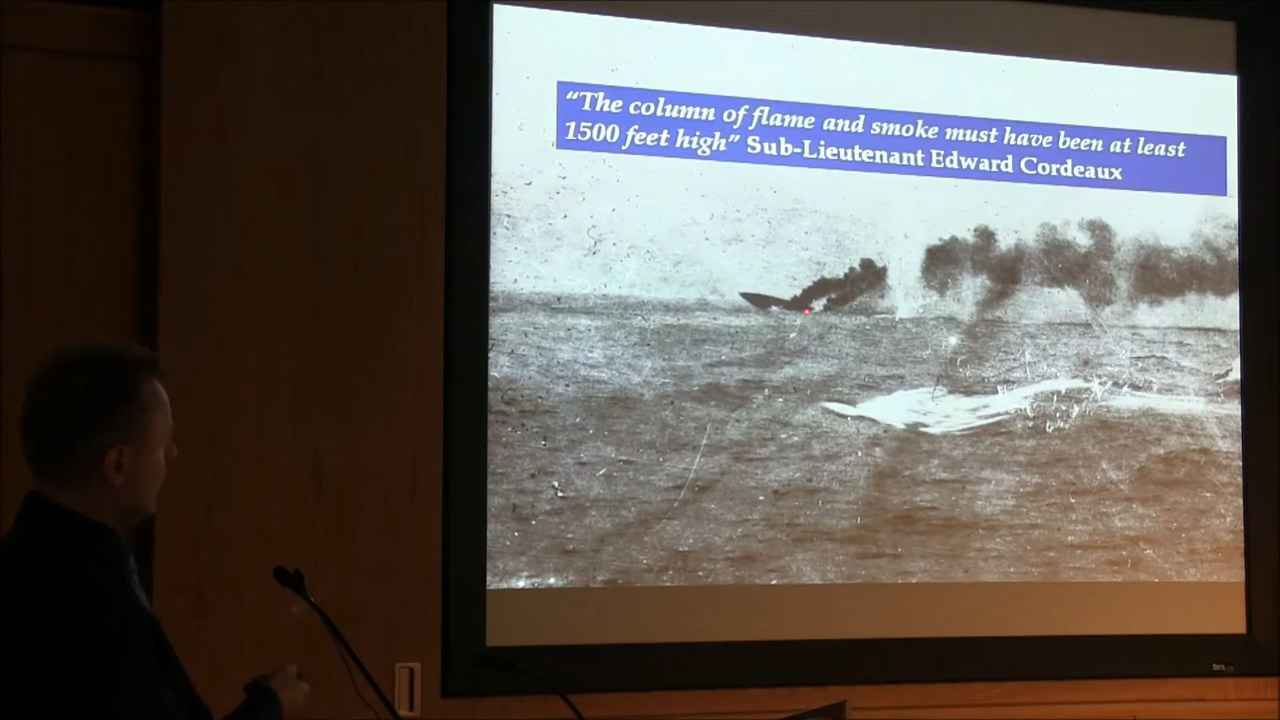 “The column of flame and smoke must have been at least
1500 feet high” Sub-Lieutenant Edward Cordeaux